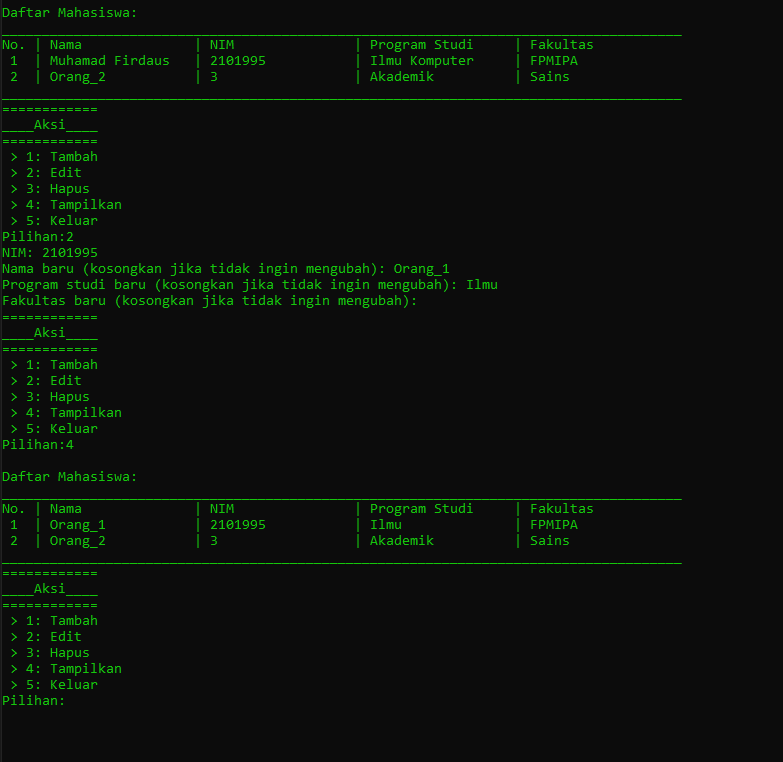 Daftar Mahasiswa:
_____________________________________________________________________________________
No. | Nama              | NIM               | Program Studi     | Fakultas
 1  | Muhamad Firdaus   | 2101995           | Ilmu Komputer     | FPMIPA
 2  | Orang_2           | 3                 | Akademik          | Sains
_____________________________________________________________________________________
============
____Aksi____
============
 > 1: Tambah
 > 2: Edit
 > 3: Hapus
 > 4: Tampilkan
 > 5: Keluar
Pilihan:2
NIM: 2101995
Nama baru (kosongkan jika tidak ingin mengubah): Orang_1
Program studi baru (kosongkan jika tidak ingin mengubah): Ilmu
Fakultas baru (kosongkan jika tidak ingin mengubah):
============
____Aksi____
============
 > 1: Tambah
 > 2: Edit
 > 3: Hapus
 > 4: Tampilkan
 > 5: Keluar
Pilihan:4
Daftar Mahasiswa:
_____________________________________________________________________________________
No. | Nama              | NIM               | Program Studi     | Fakultas
 1  | Orang_1           | 2101995           | Ilmu              | FPMIPA
 2  | Orang_2           | 3                 | Akademik          | Sains
_____________________________________________________________________________________
============
____Aksi____
============
 > 1: Tambah
 > 2: Edit
 > 3: Hapus
 > 4: Tampilkan
 > 5: Keluar
Pilihan: